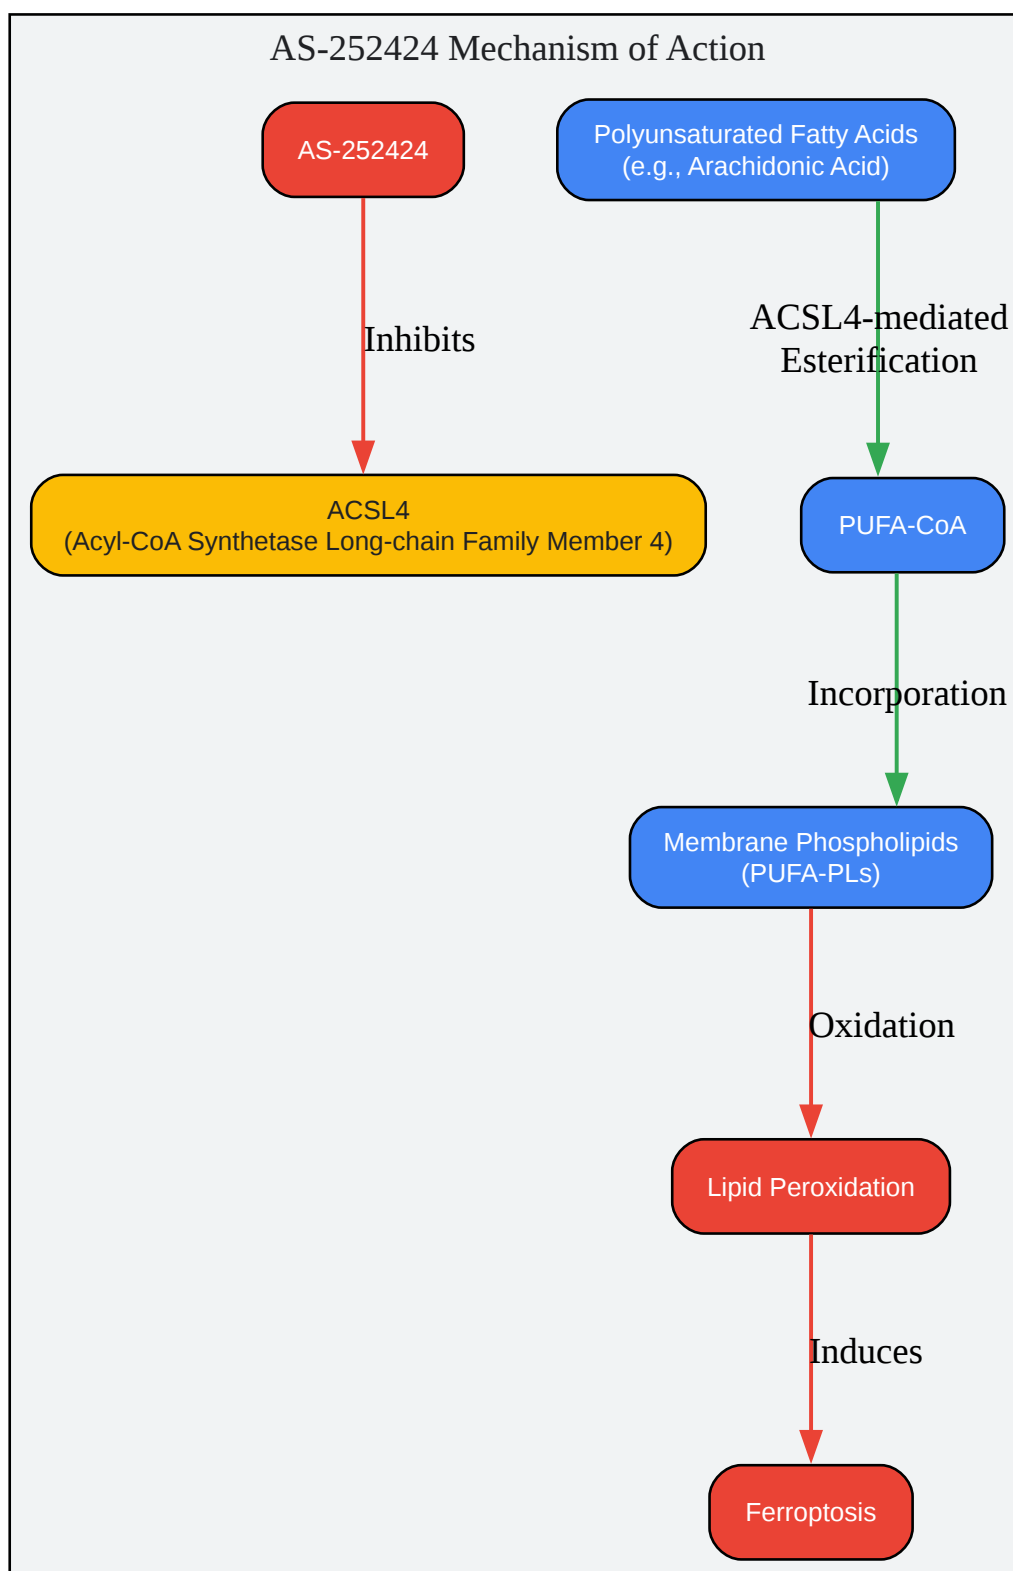 AS-252424 Mechanism of Action
AS-252424
Polyunsaturated Fatty Acids
(e.g., Arachidonic Acid)
Inhibits
ACSL4-mediated
Esterification
ACSL4
(Acyl-CoA Synthetase Long-chain Family Member 4)
PUFA-CoA
Incorporation
Membrane Phospholipids
(PUFA-PLs)
Oxidation
Lipid Peroxidation
Induces
Ferroptosis